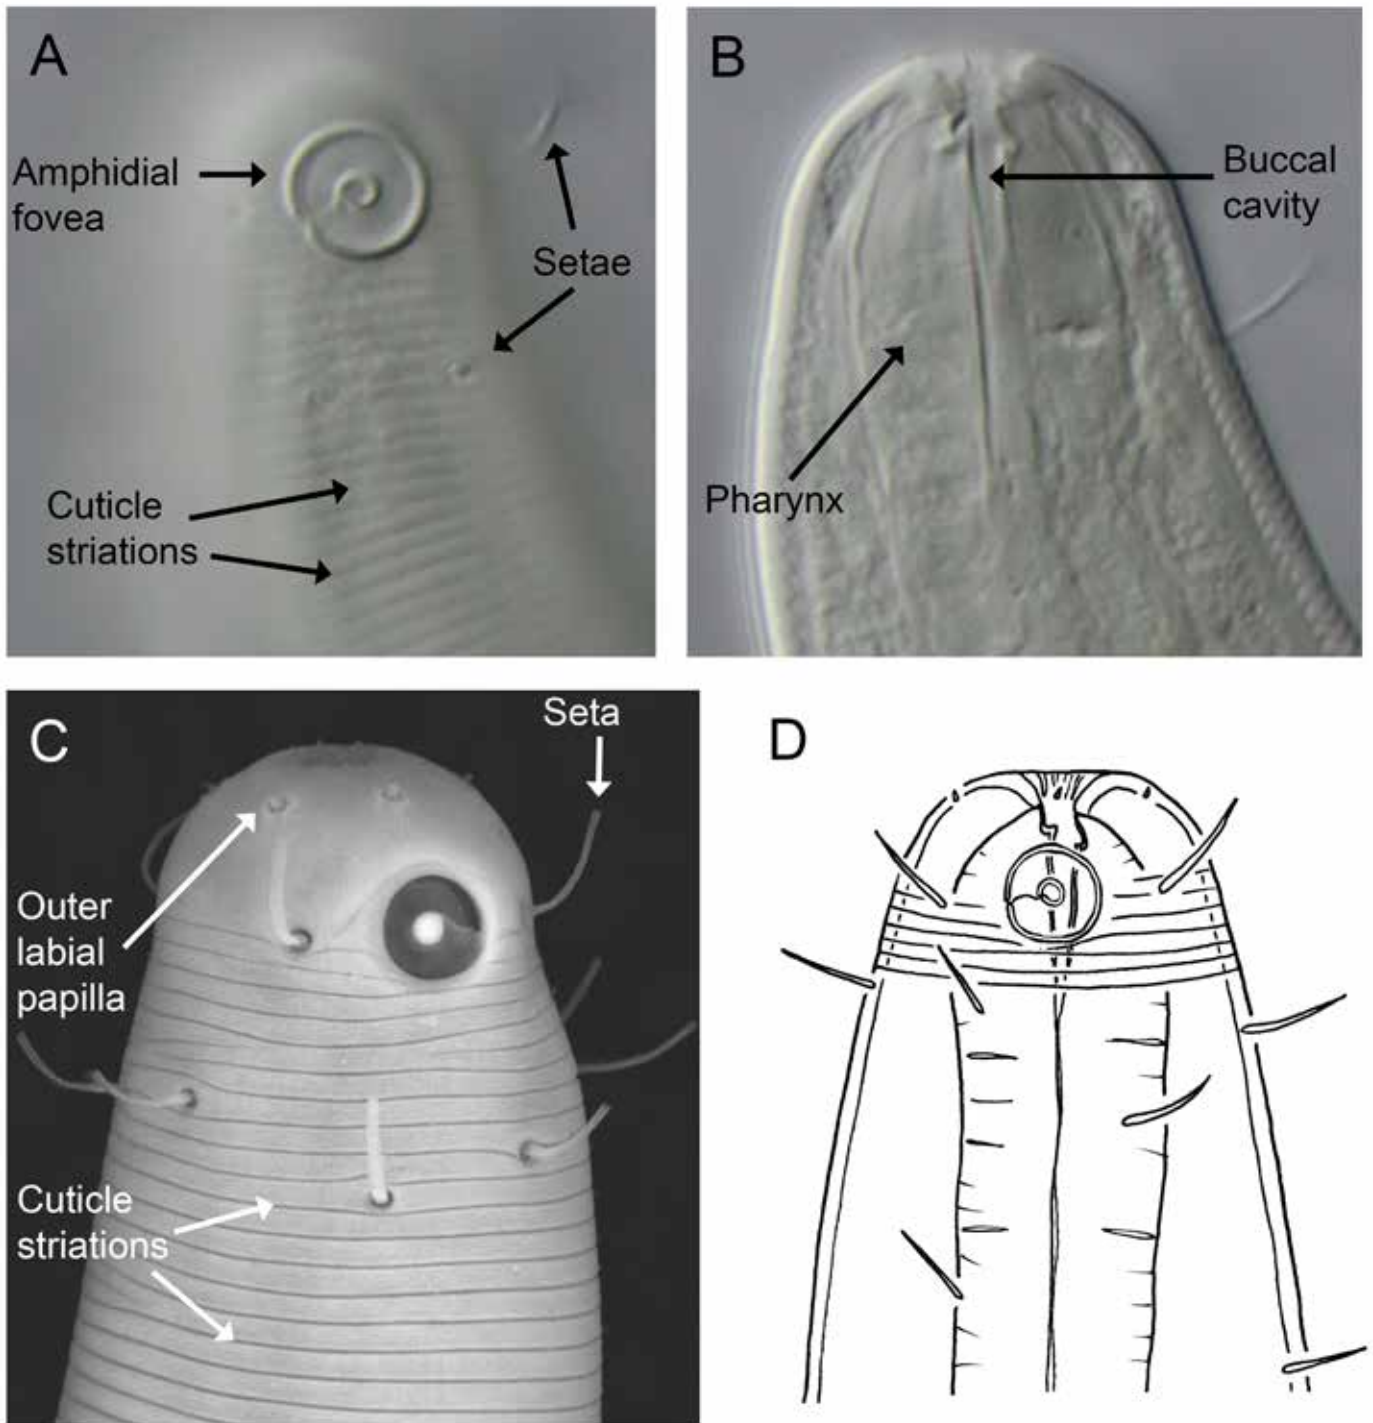 A
Amphidial
fovea
Setae
Cuticle
striations
B
Buccal
cavity
Pharynx
C
Seta
Outer
labial
papilla
Cuticle
striations
D